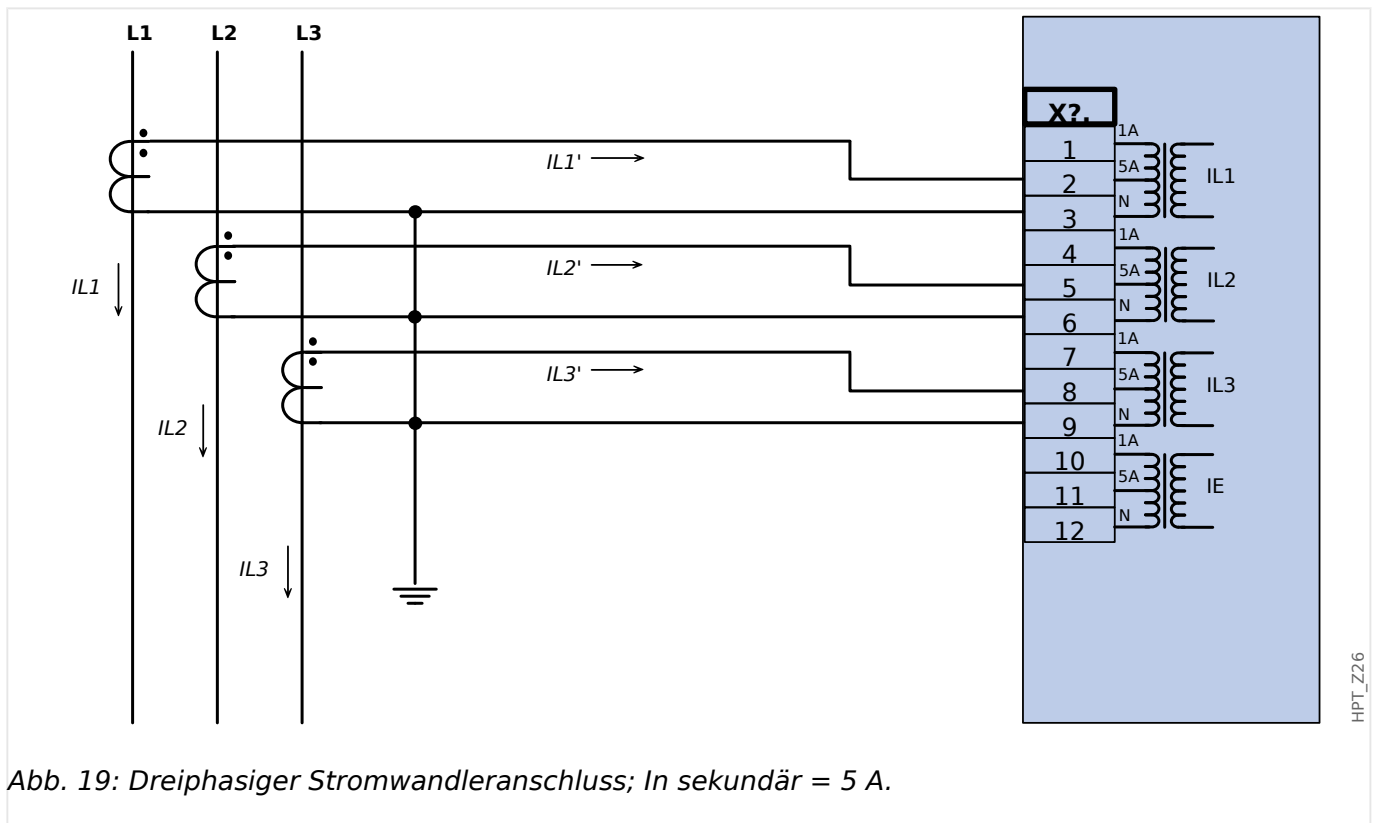 L1 L2 L3
X?.
1A
1
5A
2
N
3
IL1
IL1'
1A
4
5A
5
N
6
IL2
IL2'
IL1
1A
7
5A
8
N
9
IL3
IL3'
IL2
1A
10
5A
11
N
12
IE
IL3
HPT_Z26
Abb. 19: Dreiphasiger Stromwandleranschluss; In sekundär = 5 A.